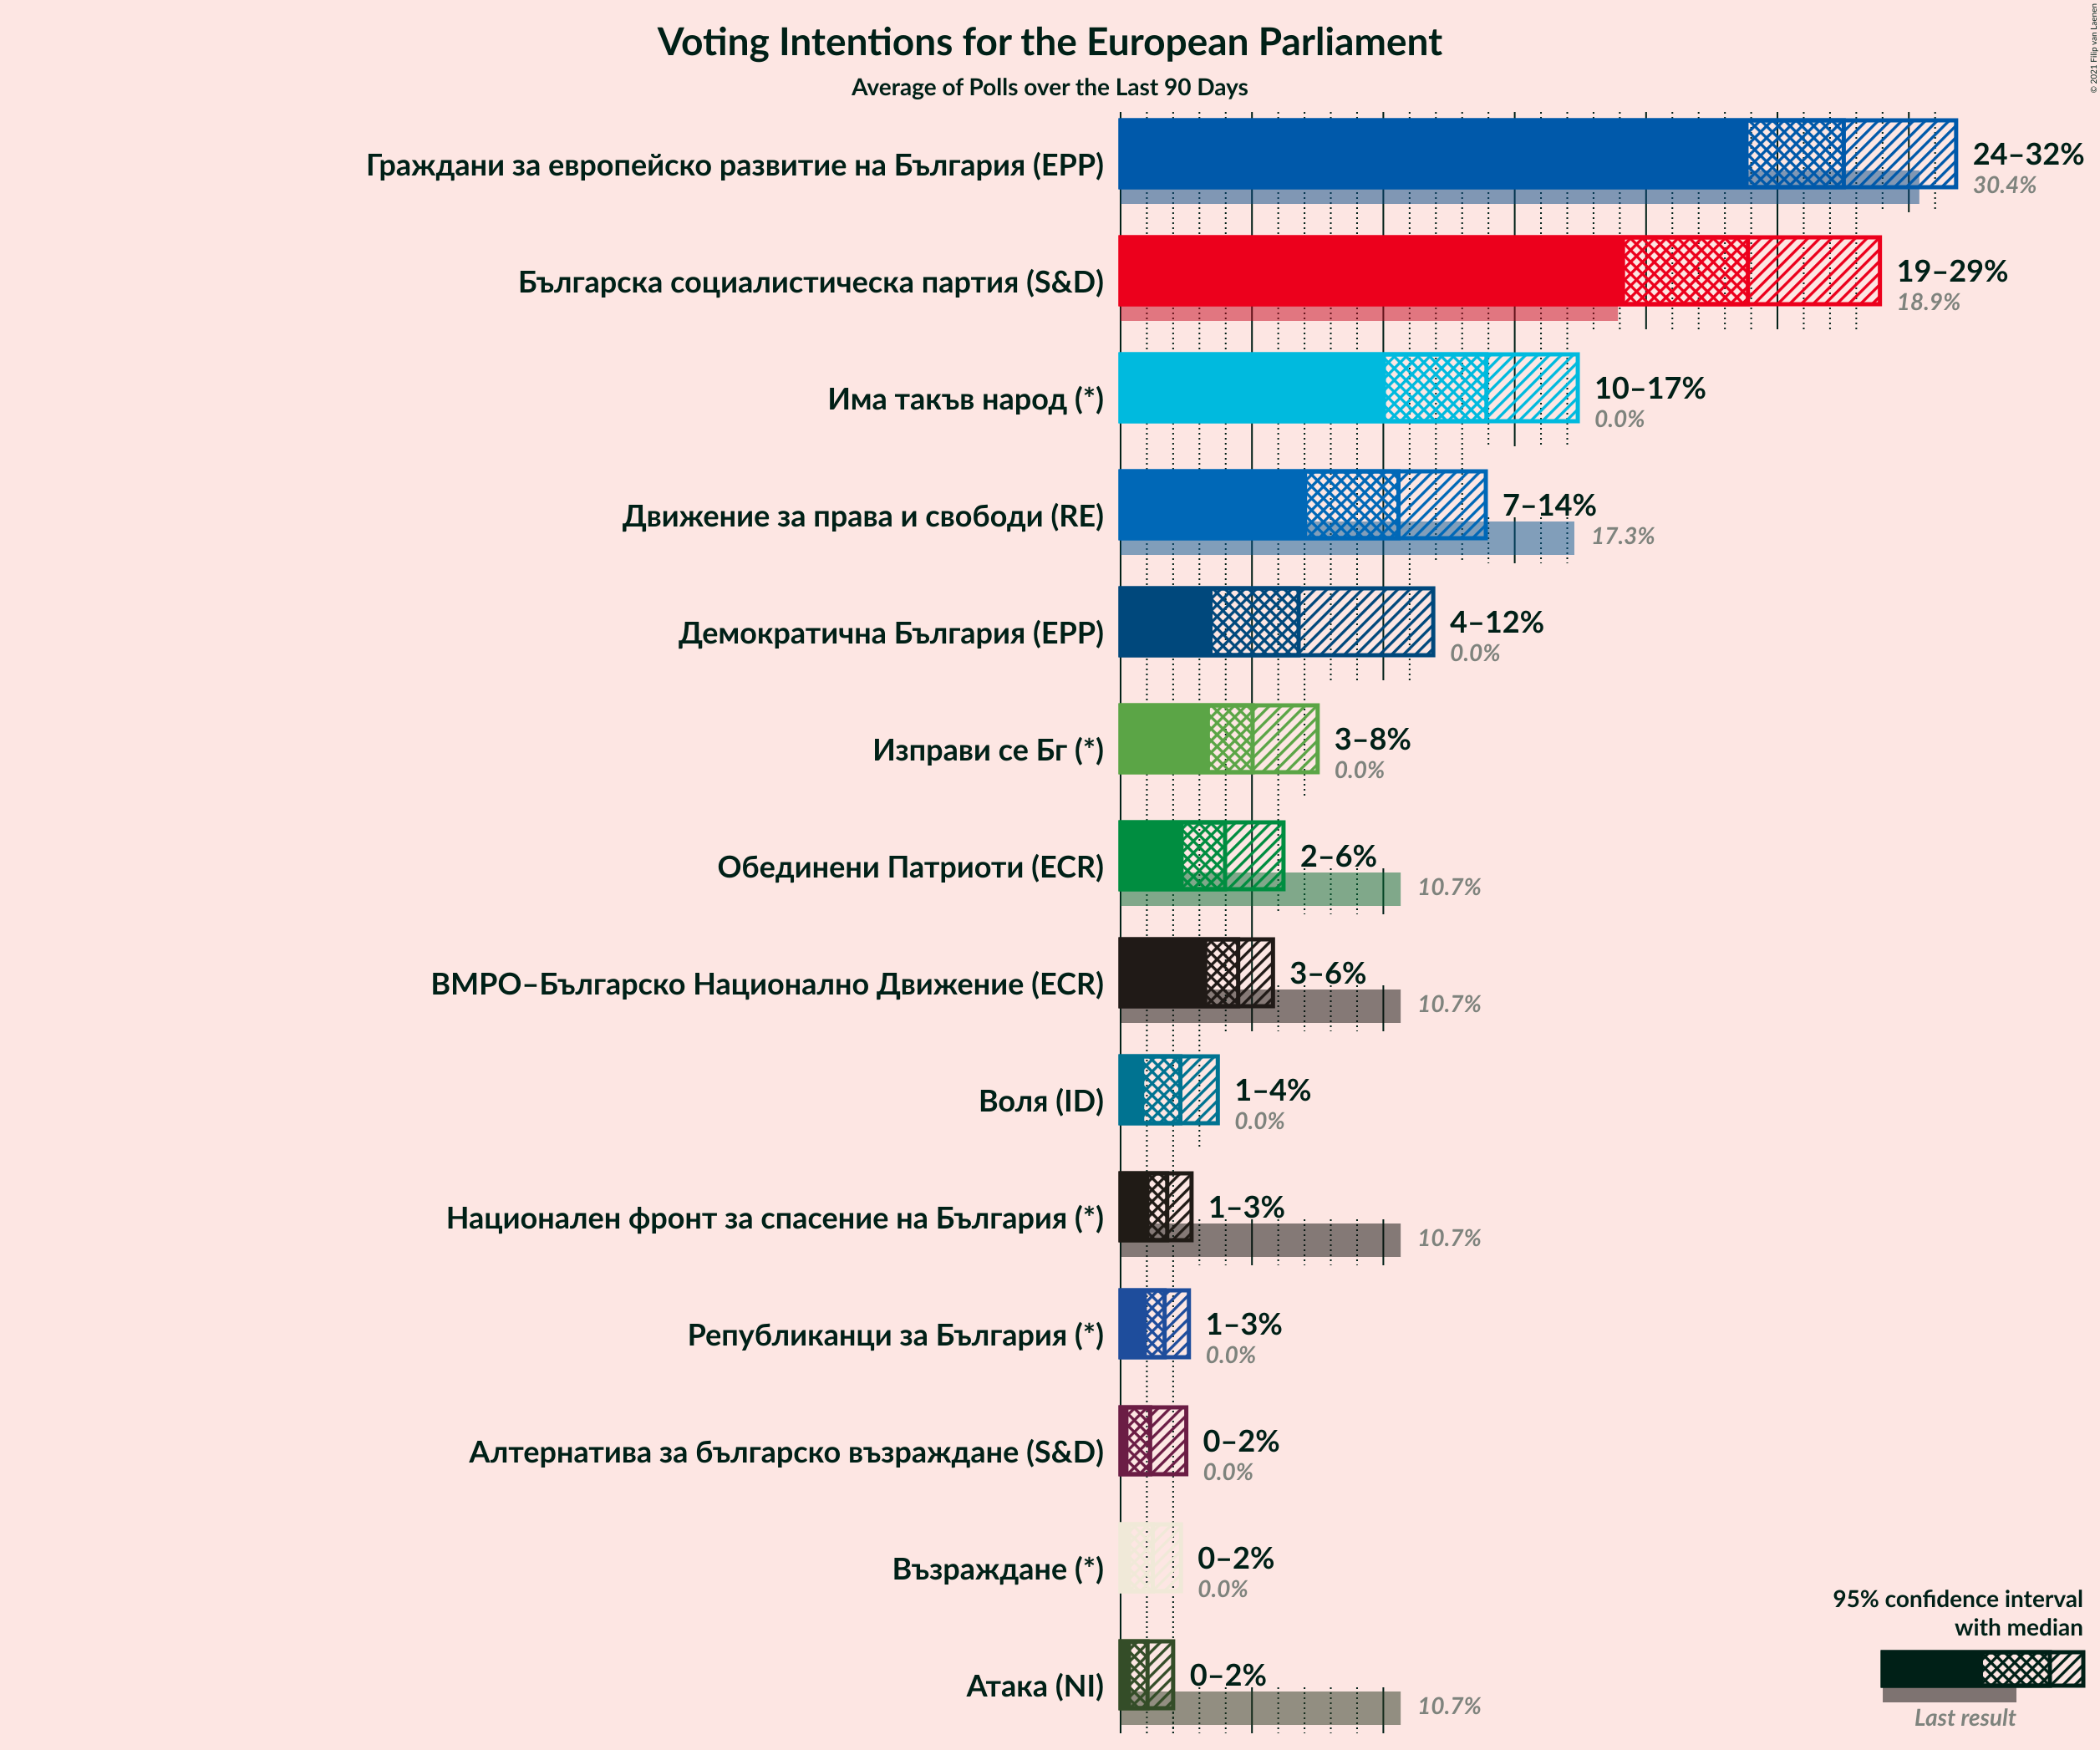 Voting Intentions for the European Parliament
Average of Polls over the Last 90 Days
© 2021 Filip van Laenen
Граждани за европейско развитие на България (EPP)
24–32%
30.4%
Българска социалистическа партия (S&D)
19–29%
18.9%
Има такъв народ (*)
10–17%
0.0%
Движение за права и свободи (RE)
7–14%
17.3%
Демократична България (EPP)
4–12%
0.0%
Изправи се Бг (*)
3–8%
0.0%
Обединени Патриоти (ECR)
2–6%
10.7%
ВМРО–Българско Национално Движение (ECR)
3–6%
10.7%
Воля (ID)
1–4%
0.0%
Национален фронт за спасение на България (*)
1–3%
10.7%
Републиканци за България (*)
1–3%
0.0%
Алтернатива за българско възраждане (S&D)
0–2%
0.0%
Възраждане (*)
0–2%
0.0%
Атака (NI)
0–2%
10.7%
95% confidence interval
with median
Last result